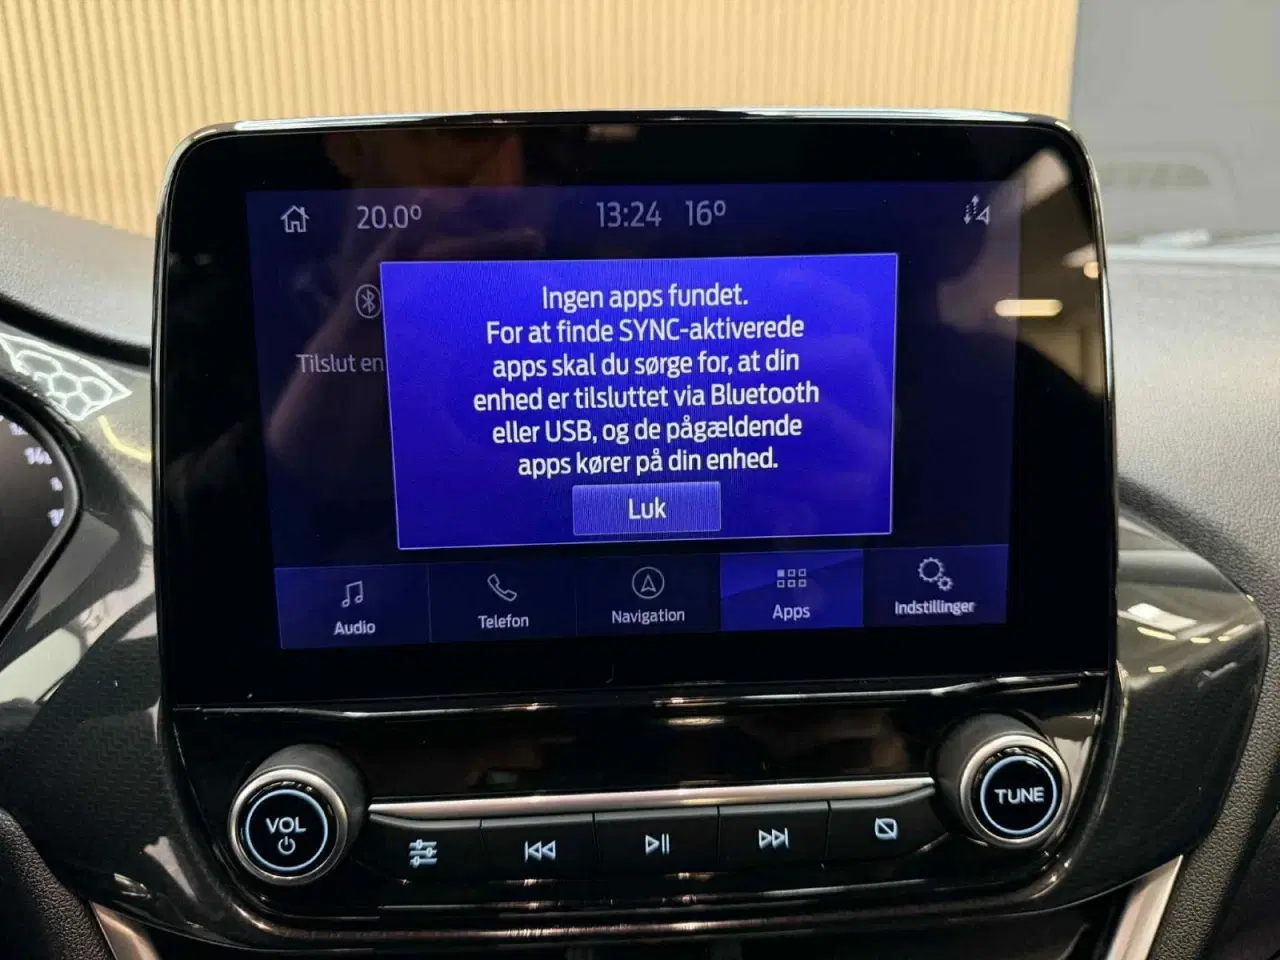 20.0° 13:24 16°
Ingen apps fundet.
For at finde SYNC-aktiverede
apps skal du sørge for, at din
enhed er tilsluttet via Bluetooth
eller USB, og de pågældende
apps kører på din enhed.
Tilslut en
Luk
Audio Telefon Navigation Apps Indstillinger
VOL
TUNE